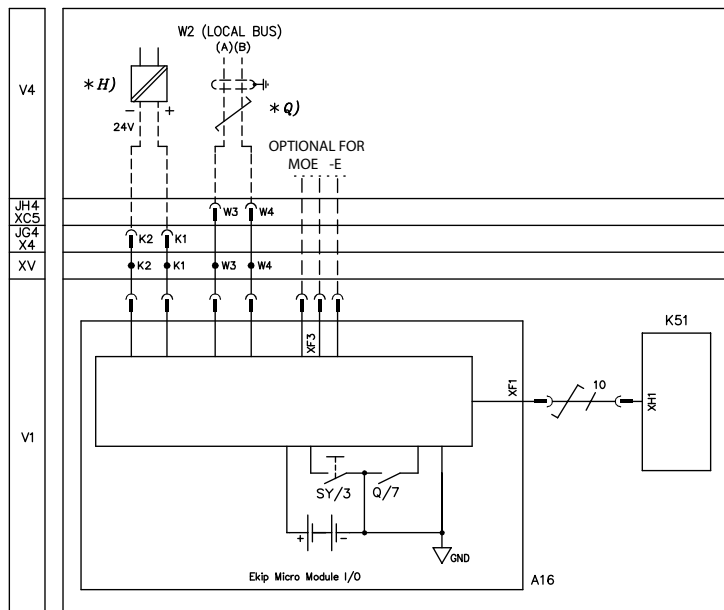 W2 (LOCAL BUS)
(A)(B)
V4
*H)
*Q)
24V
-
+
OPTIONAL FOR
MOE -E
JH4
XC5
W3
W4
JG4
X4
K2
K1
XV
K2
K1
W3
W4
K51
XF3
XF1
10
XH1
V1
SY/3
Q/7
+
-
GND
Ekip Micro Module I/O
A16